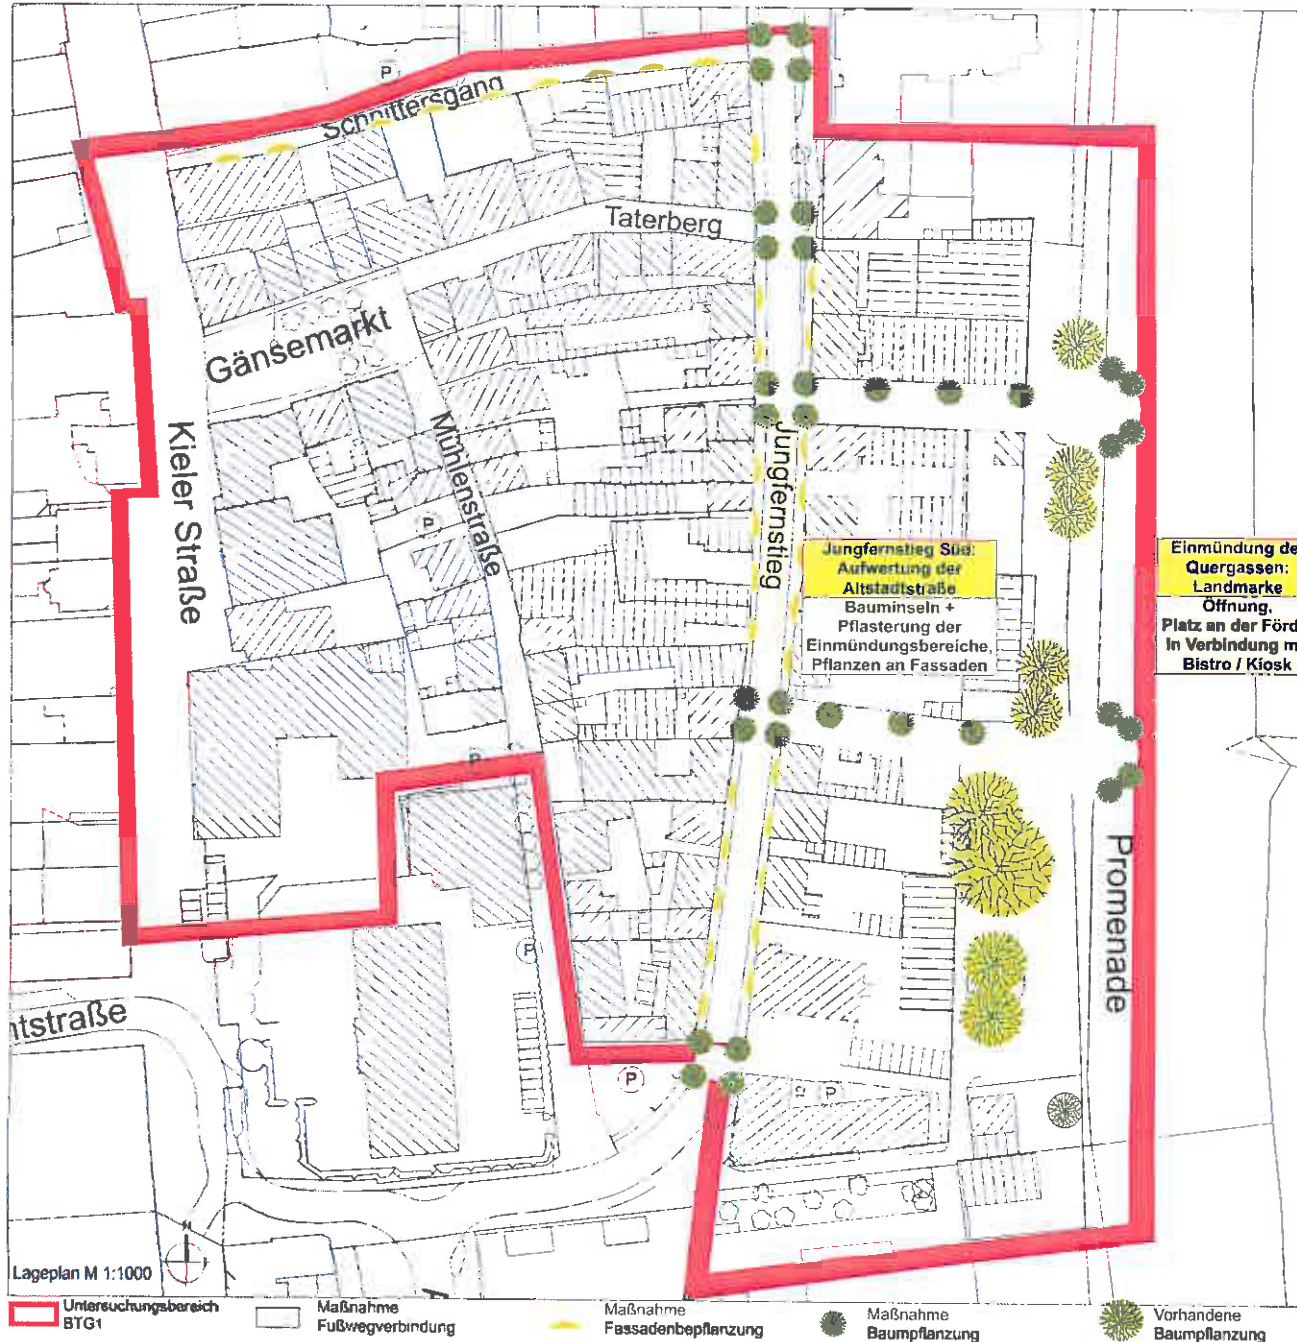 P
Schnittersgang
Taterberg
Gänsemarkt
Kieler Straße
Mühlenstraße
Jungfernstieg
Jungfernstieg Süd:
Aufwertung der
Altstadtstraße
Bauminseln +
Pflasterung der
Einmündungsbereiche,
Pflanzen an Fassaden
Einmündung de
Quergassen:
Landmarke
Öffnung,
Platz an der Förd
In Verbindung m
Bistro / Kiosk
P
Promenade
P
ntstraße
P
P
Lageplan M 1:1000
Untersuchungsbereich
BTG1
Maßnahme
Fußwegverbindung
Maßnahme
Fassadenbepflanzung
Maßnahme
Baumpflanzung
Vorhandene
Baumpflanzung